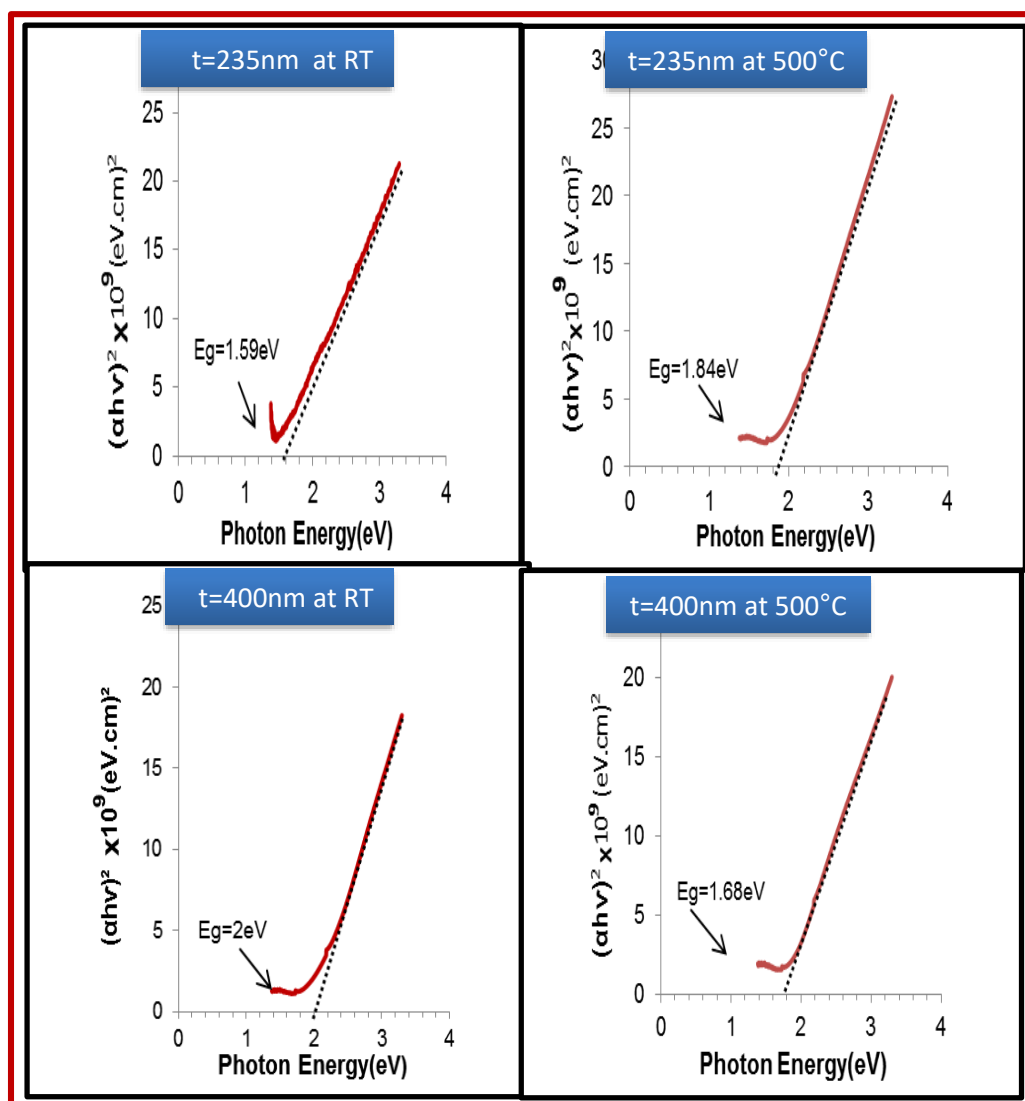 t=235nm at RT
25
20
15
10
5
0
(αhν)² x10⁹(eV.cm)²
Eg=1.59eV
0 1 2 3 4
Photon Energy(eV)
t=235nm at 500°C
30
25
20
15
10
5
0
(αhν)²x10⁹ (eV.cm)²
Eg=1.84eV
0 1 2 3 4
Photon Energy(eV)
t=400nm at RT
25
20
15
10
5
0
(αhν)² x10⁹(eV.cm)²
Eg=2eV
0 1 2 3 4
Photon Energy(eV)
t=400nm at 500°C
20
15
10
5
0
(αhν)² x10⁹ (eV.cm)²
Eg=1.68eV
0 1 2 3 4
Photon Energy(eV)